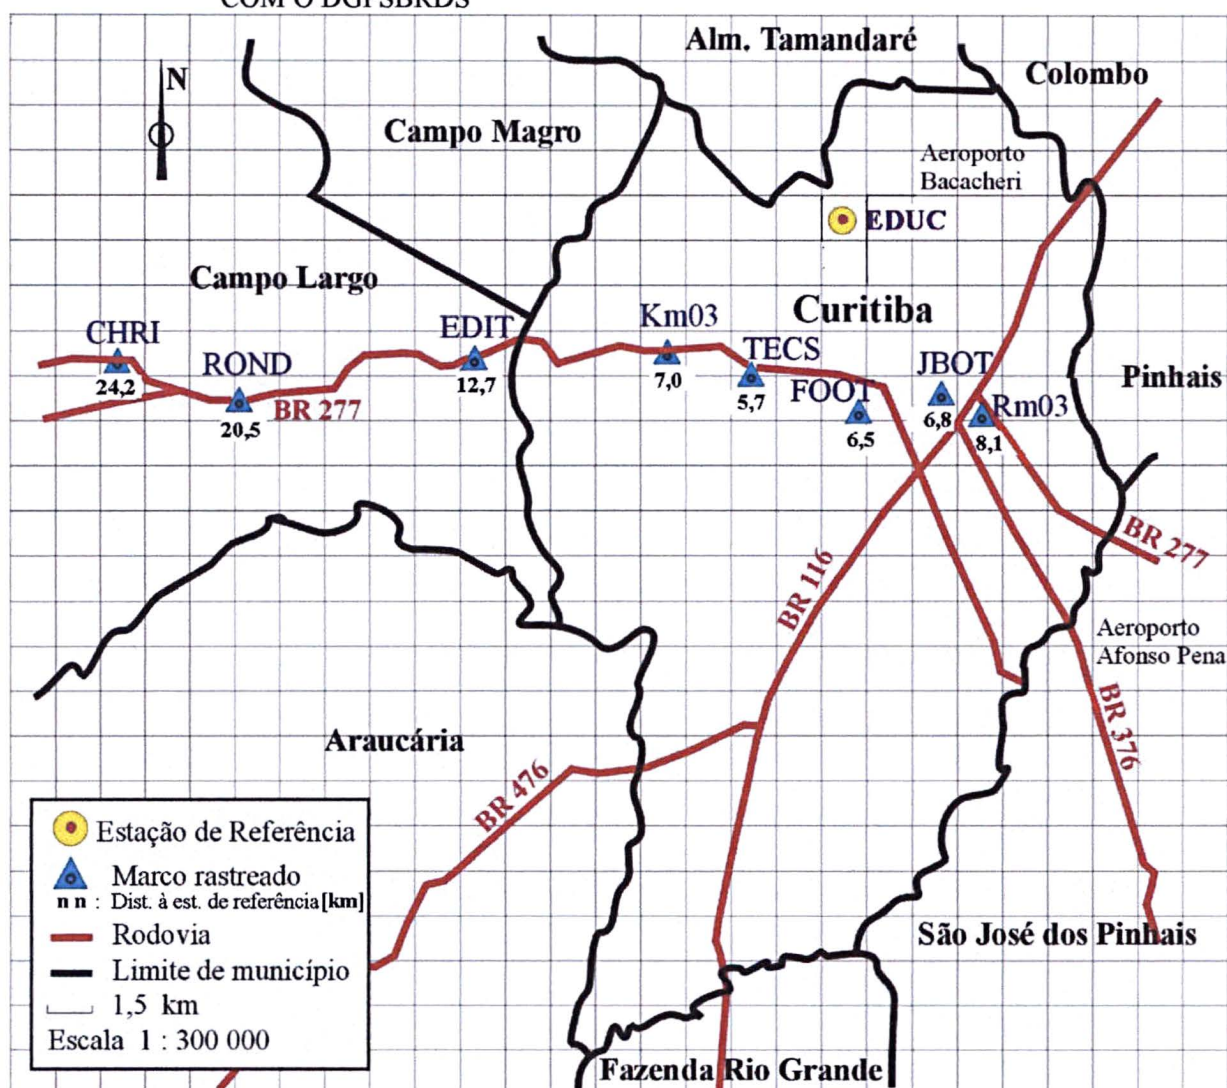 COM O DGPSBRDS
Alm. Tamandaré
Colombo
N
Campo Magro
Aeroporto
Bacacheri
EDUC
Campo Largo
Curitiba
Km03
EDIT
CHRI
TECS
ROND
JBOT
Pinhais
FOOT
Rm03
24,2
12,7
7,0
5,7
BR 277
20,5
6,5
6,8
8,1
BR 277
BR 116
Aeroporto
Afonso Pena
BR 376
Araucária
BR 476
Estação de Referência
Marco rastreado
n n : Dist. à est. de referência [km]
Rodovia
Limite de município
1,5 km
Escala 1 : 300 000
São José dos Pinhais
Fazenda Rio Grande